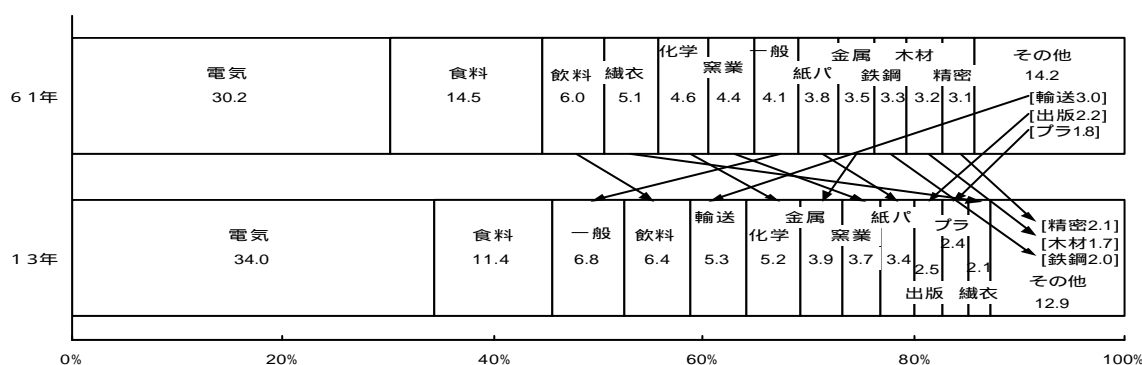 化学 一般 金属 木材 その他
電気 食料 飲料 繊衣 窯業 紙パ 鉄鋼 精密 14.2
61年 30.2 14.5 6.0 5.1 4.6 4.4 4.1 3.8 3.5 3.3 3.2 3.1 [輸送3.0]
[出版2.2]
[プラ1.8]
輸送 金属 紙パ プラ [精密2.1]
電気 食料 一般 飲料 化学 窯業 2.4 [木材1.7]
13年 34.0 11.4 6.8 6.4 5.3 5.2 3.9 3.7 3.4 2.5 2.1 [鉄鋼2.0]
その他
出版 繊衣 12.9
0% 20% 40% 60% 80% 100%